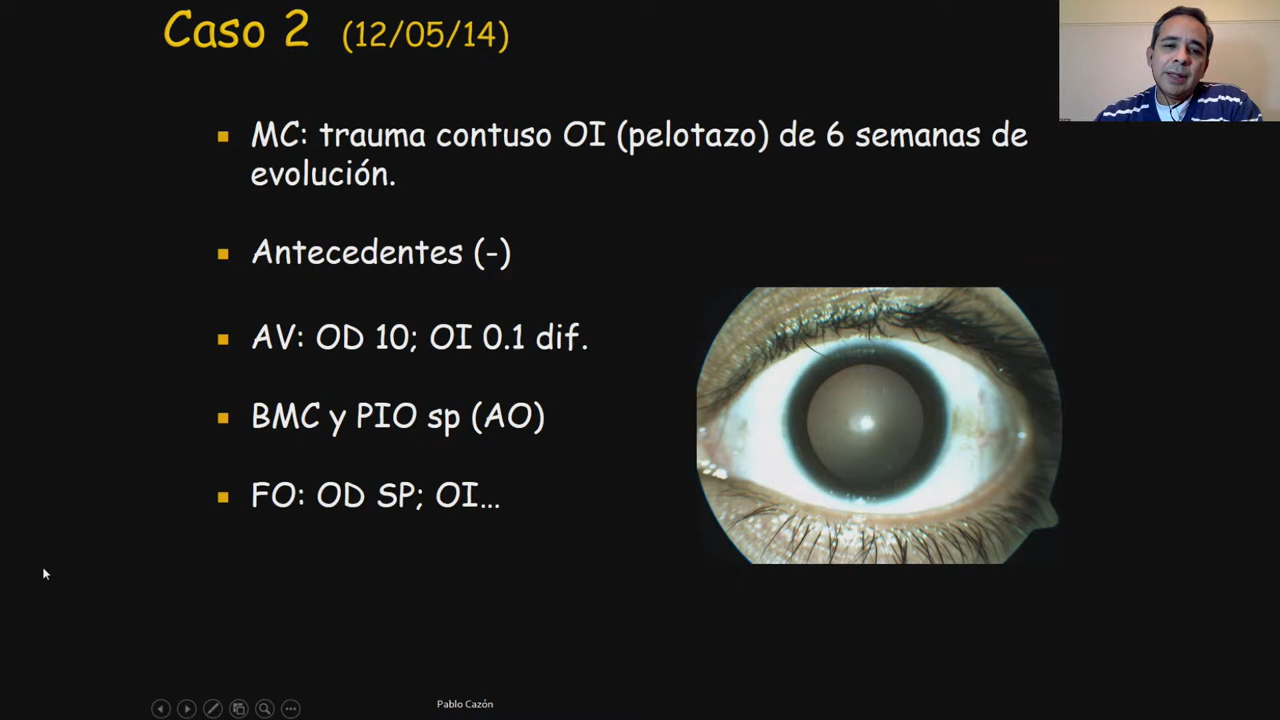 Caso 2 (12/05/14)
MC: trauma contuso OI (pelotazo) de 6 semanas de
evolución.
Antecedentes (-)
AV: OD 10; OI 0.1 dif.
BMC y PIO sp (AO)
FO: OD SP; OI...
Pablo Cazón